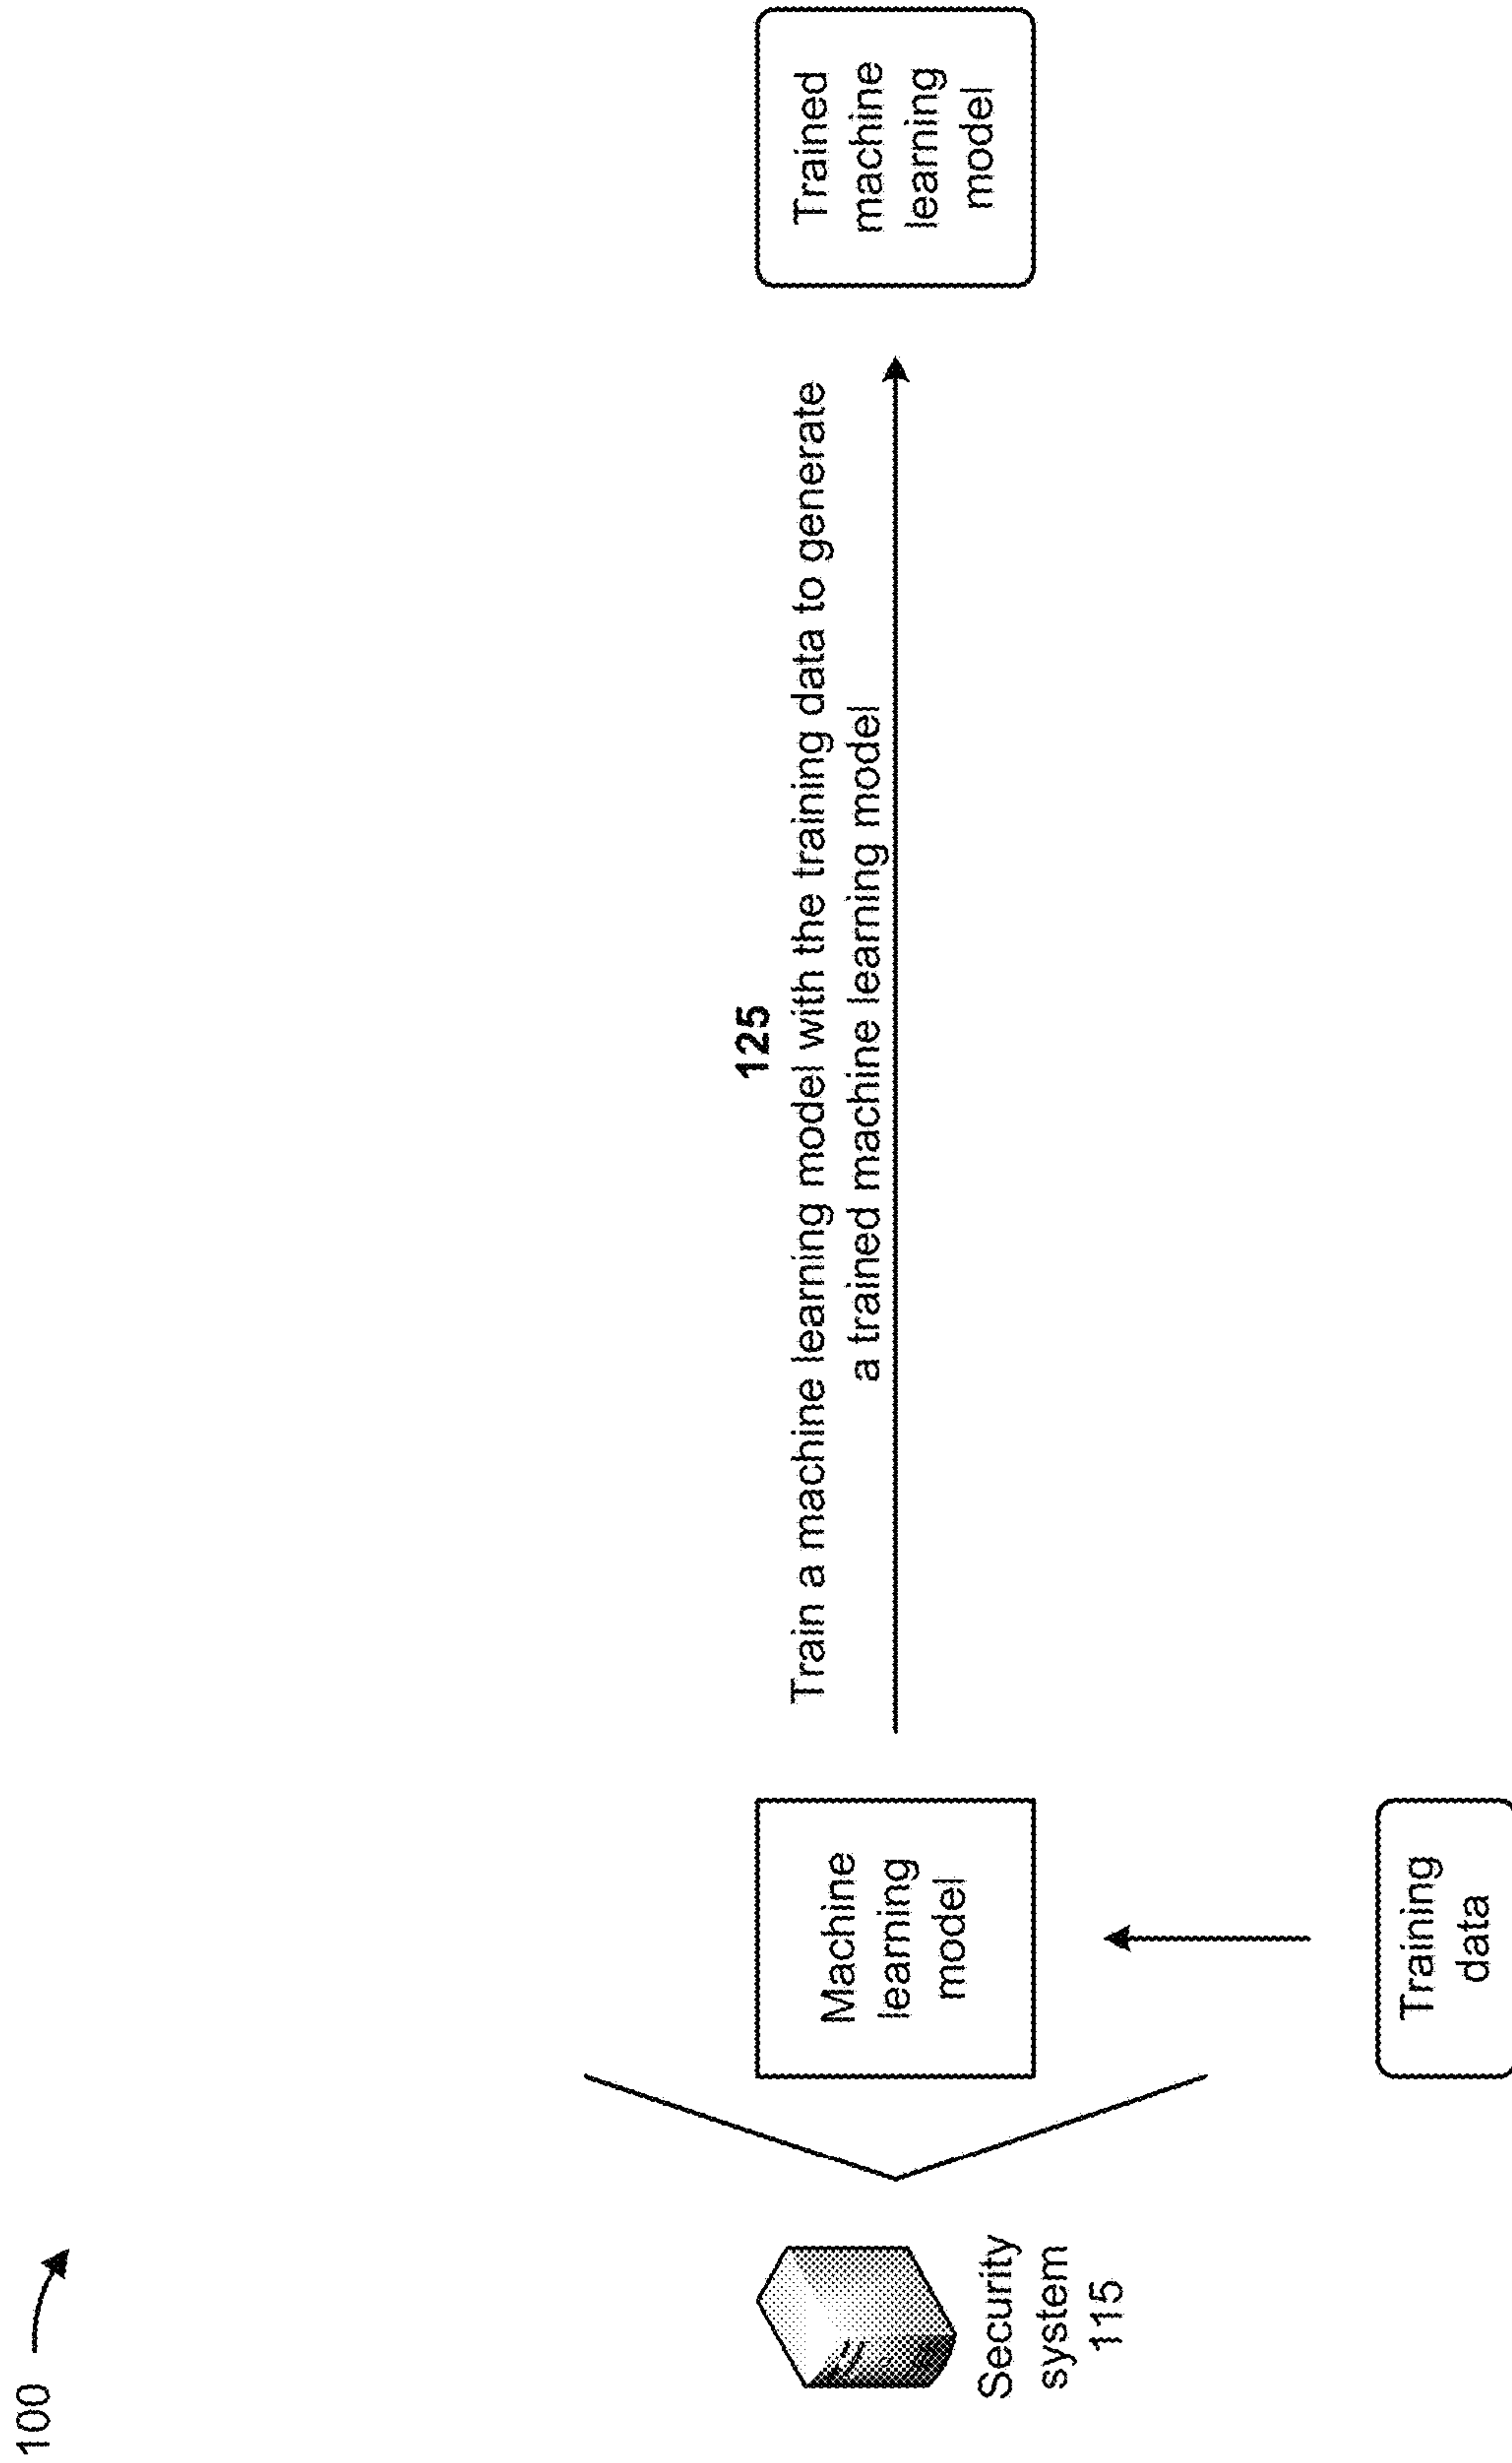 100
125
Train a machine learning model with the training data to generate
a trained machine learning model
Security
system
115
Machine
learning
model
Trained
machine
learning
model
Training
data